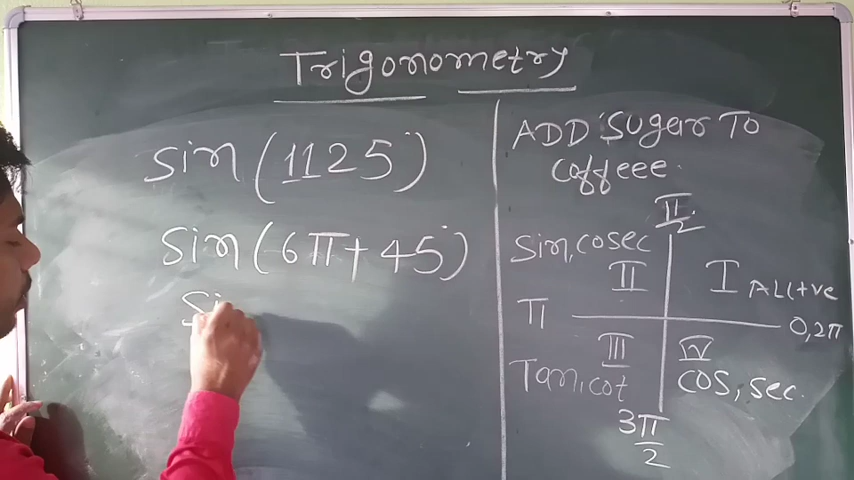 Trigonometry
sin(1125°)
sin(6π+45°)
Si
ADD Sugar To
Coffeee.
π/2
Sin, cosec
II
I ALL+ve
π
0, 2π
III
IV
Tan, cot
cos, sec.
3π/2